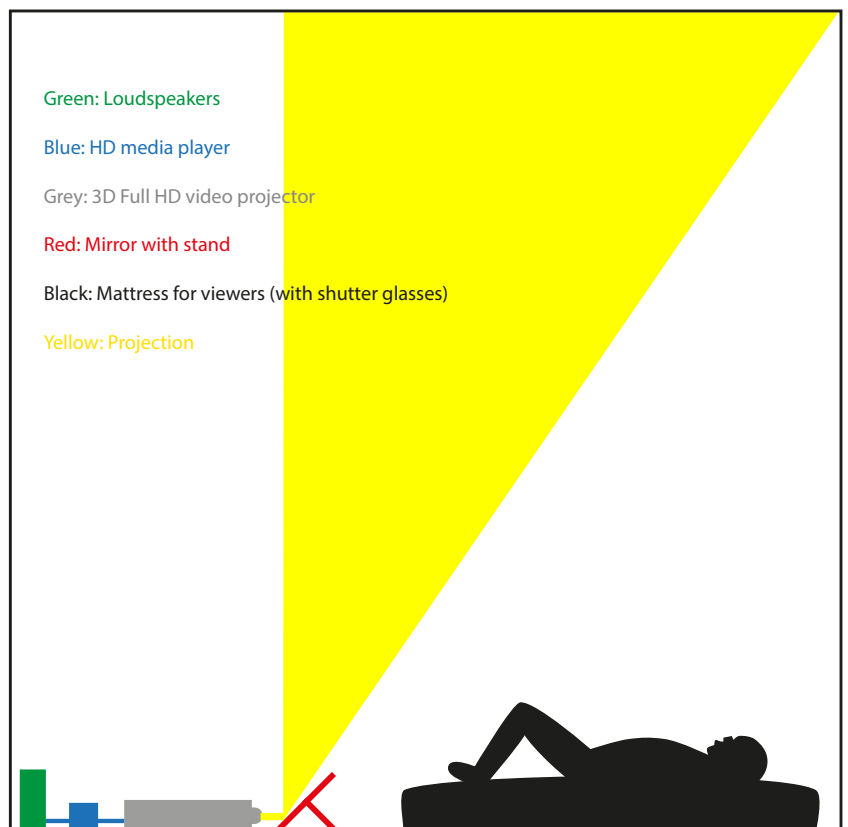 Green: Loudspeakers
Blue: HD media player
Grey: 3D Full HD video projector
Red: Mirror with stand
Black: Mattress for viewers (with shutter glasses)
Yellow: Projection